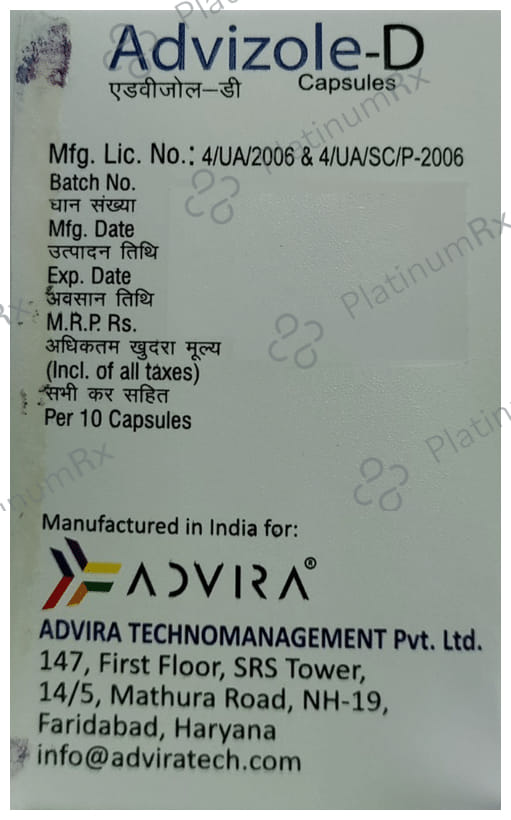 Advizole-D
Capsules
एडवीजोल–डी
Mfg. Lic. No.: 4/UA/2006 & 4/UA/SC/P-2006
Batch No.
घान संख्या
Mfg. Date
उत्पादन तिथि
Exp. Date
अवसान तिथि
M.R.P. Rs.
अधिकतम खुदरा मूल्य
(Incl. of all taxes)
सभी कर सहित
Per 10 Capsules
Manufactured in India for:
ADVIRA®
ADVIRA TECHNOMANAGEMENT Pvt. Ltd.
147, First Floor, SRS Tower,
14/5, Mathura Road, NH-19,
Faridabad, Haryana
info@adviratech.com
PlatinumRx
PlatinumRx
PlatinumRx